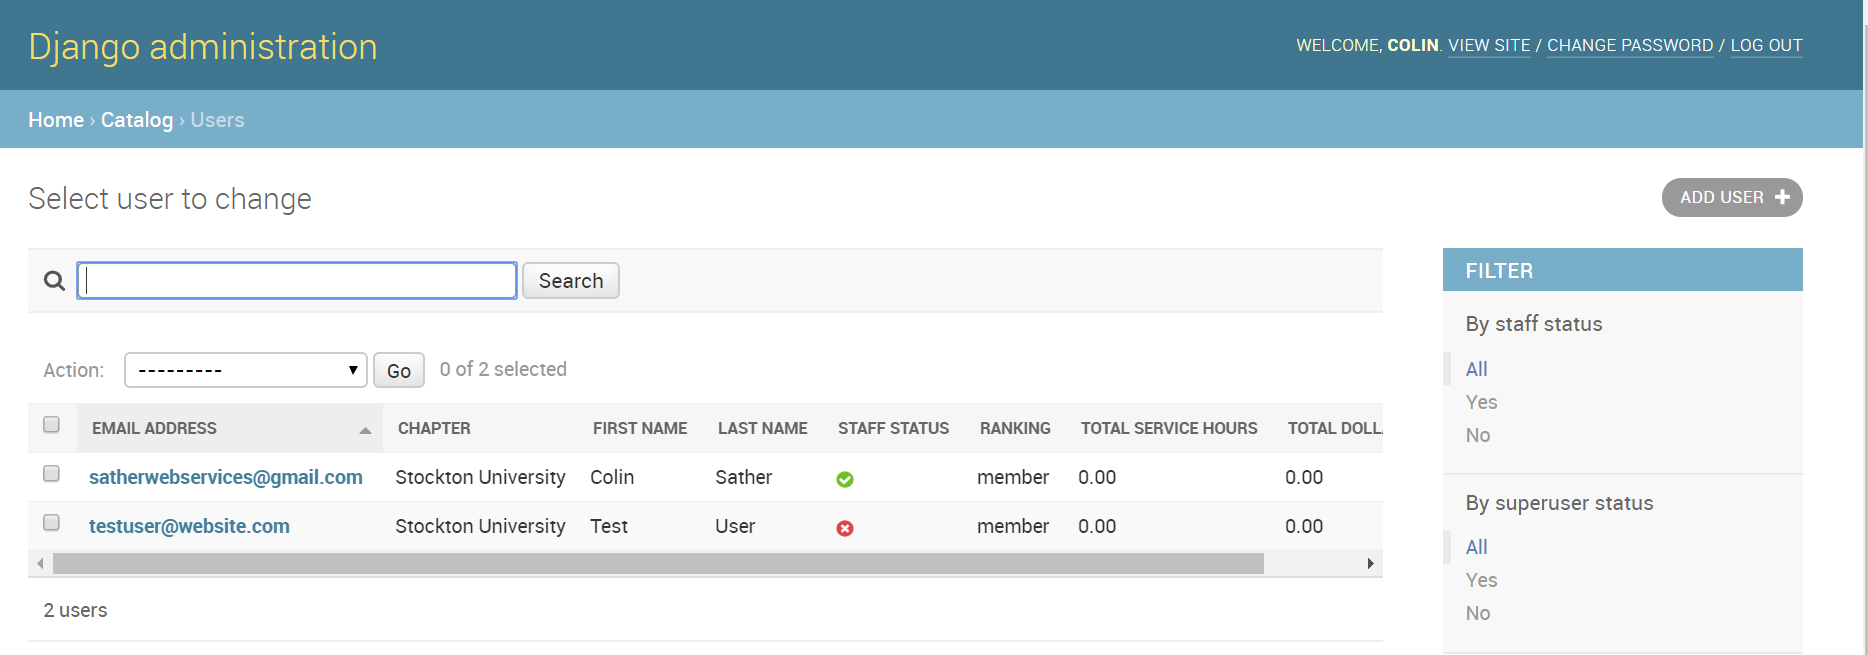 Django administration
WELCOME, COLIN. VIEW SITE / CHANGE PASSWORD / LOG OUT
Home › Catalog › Users
Select user to change
ADD USER +
Search
Action: --------- Go 0 of 2 selected
EMAIL ADDRESS CHAPTER FIRST NAME LAST NAME STAFF STATUS RANKING TOTAL SERVICE HOURS TOTAL DOLL
satherwebservices@gmail.com Stockton University Colin Sather member 0.00 0.00
testuser@website.com Stockton University Test User member 0.00 0.00
2 users
FILTER
By staff status
All
Yes
No
By superuser status
All
Yes
No